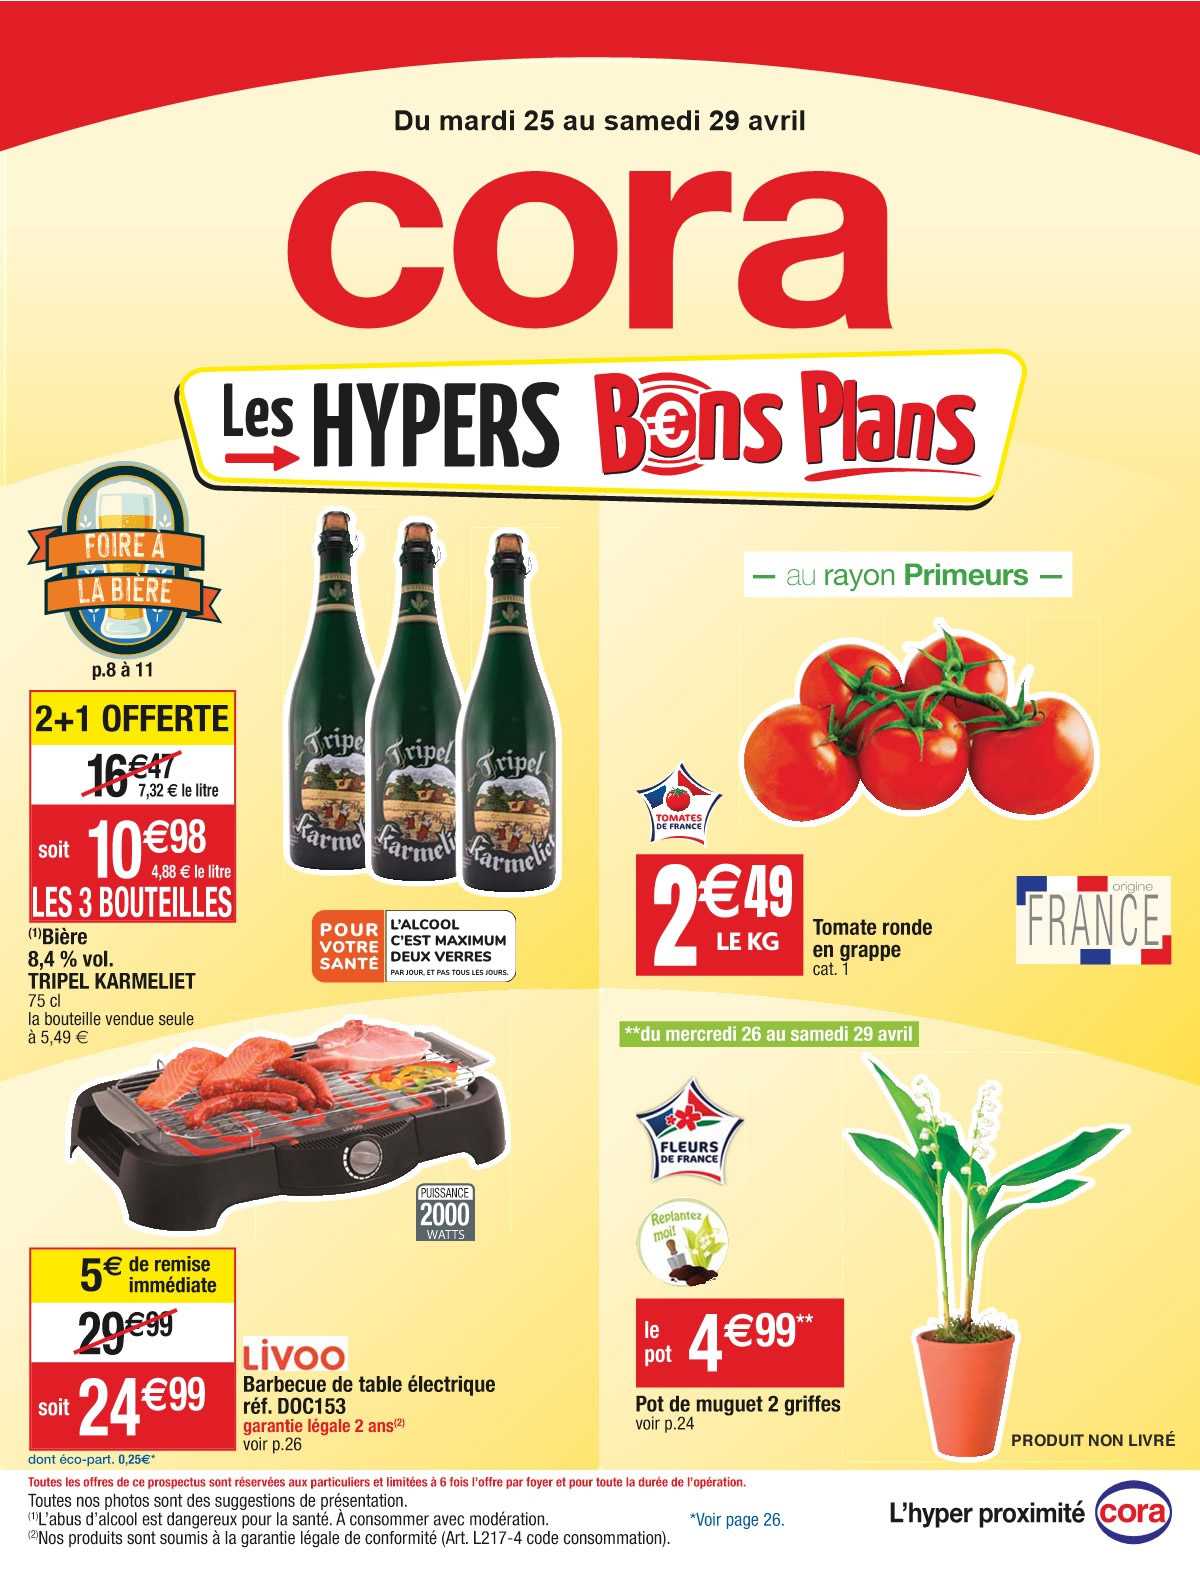 Du mardi 25 au samedi 29 avril
cora
Les HYPERS Bons Plans
FOIRE À
LA BIÈRE
p.8 à 11
2+1 OFFERTE
16€47
7,32 € le litre
soit 10€98
4,88 € le litre
LES 3 BOUTEILLES
(1)Bière
8,4 % vol.
TRIPEL KARMELIET
75 cl
la bouteille vendue seule
à 5,49 €
Tripel
Karmeliet
Tripel
Karmeliet
Tripel
Karmeliet
POUR
VOTRE
SANTÉ
L'ALCOOL
C'EST MAXIMUM
DEUX VERRES
PAR JOUR, ET PAS TOUS LES JOURS.
— au rayon Primeurs —
TOMATES
DE FRANCE
2€49
LE KG
Tomate ronde
en grappe
cat. 1
origine
FRANCE
Livoo
PUISSANCE
2000
WATTS
5€ de remise
immédiate
29€99
soit 24€99
dont éco-part. 0,25€*
Livoo
Barbecue de table électrique
réf. DOC153
garantie légale 2 ans(2)
voir p.26
**du mercredi 26 au samedi 29 avril
FLEURS
DE FRANCE
Replantez
moi!
le
pot
4€99**
Pot de muguet 2 griffes
voir p.24
PRODUIT NON LIVRÉ
Toutes les offres de ce prospectus sont réservées aux particuliers et limitées à 6 fois l'offre par foyer et pour toute la durée de l'opération.
Toutes nos photos sont des suggestions de présentation.
(1)L'abus d'alcool est dangereux pour la santé. À consommer avec modération.
(2)Nos produits sont soumis à la garantie légale de conformité (Art. L217-4 code consommation).
*Voir page 26.
L'hyper proximité cora